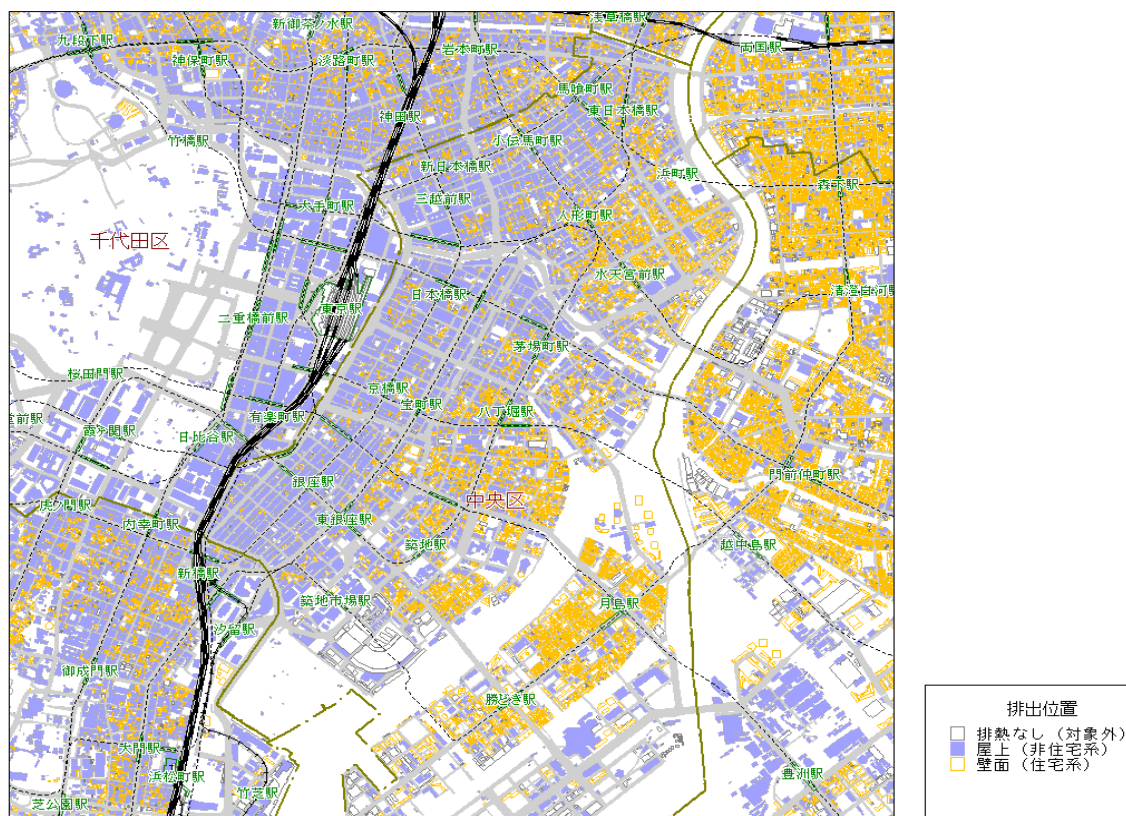 浅草橋駅
新御茶ノ水駅
九段下駅
岩本町駅
両国駅
神保町駅
淡路町駅
馬喰町駅
東日本橋駅
神田駅
竹橋駅
小伝馬町駅
新日本橋駅
浜町駅
森下駅
三越前駅
大手町駅
人形町駅
千代田区
水天宮前駅
日本橋駅
清澄白河駅
東京駅
二重橋前駅
茅場町駅
桜田門駅
京橋駅
宝町駅
八丁堀駅
有楽町駅
堂前駅
霞ヶ関駅
日比谷駅
門前仲町駅
銀座駅
中央区
虎ノ門駅
内幸町駅
東銀座駅
築地駅
越中島駅
新橋駅
築地市場駅
月島駅
汐留駅
御成門駅
勝どき駅
大門駅
浜松町駅
豊洲駅
竹芝駅
芝公園駅
排出位置
排熱なし（対象外）
屋上（非住宅系）
壁面（住宅系）